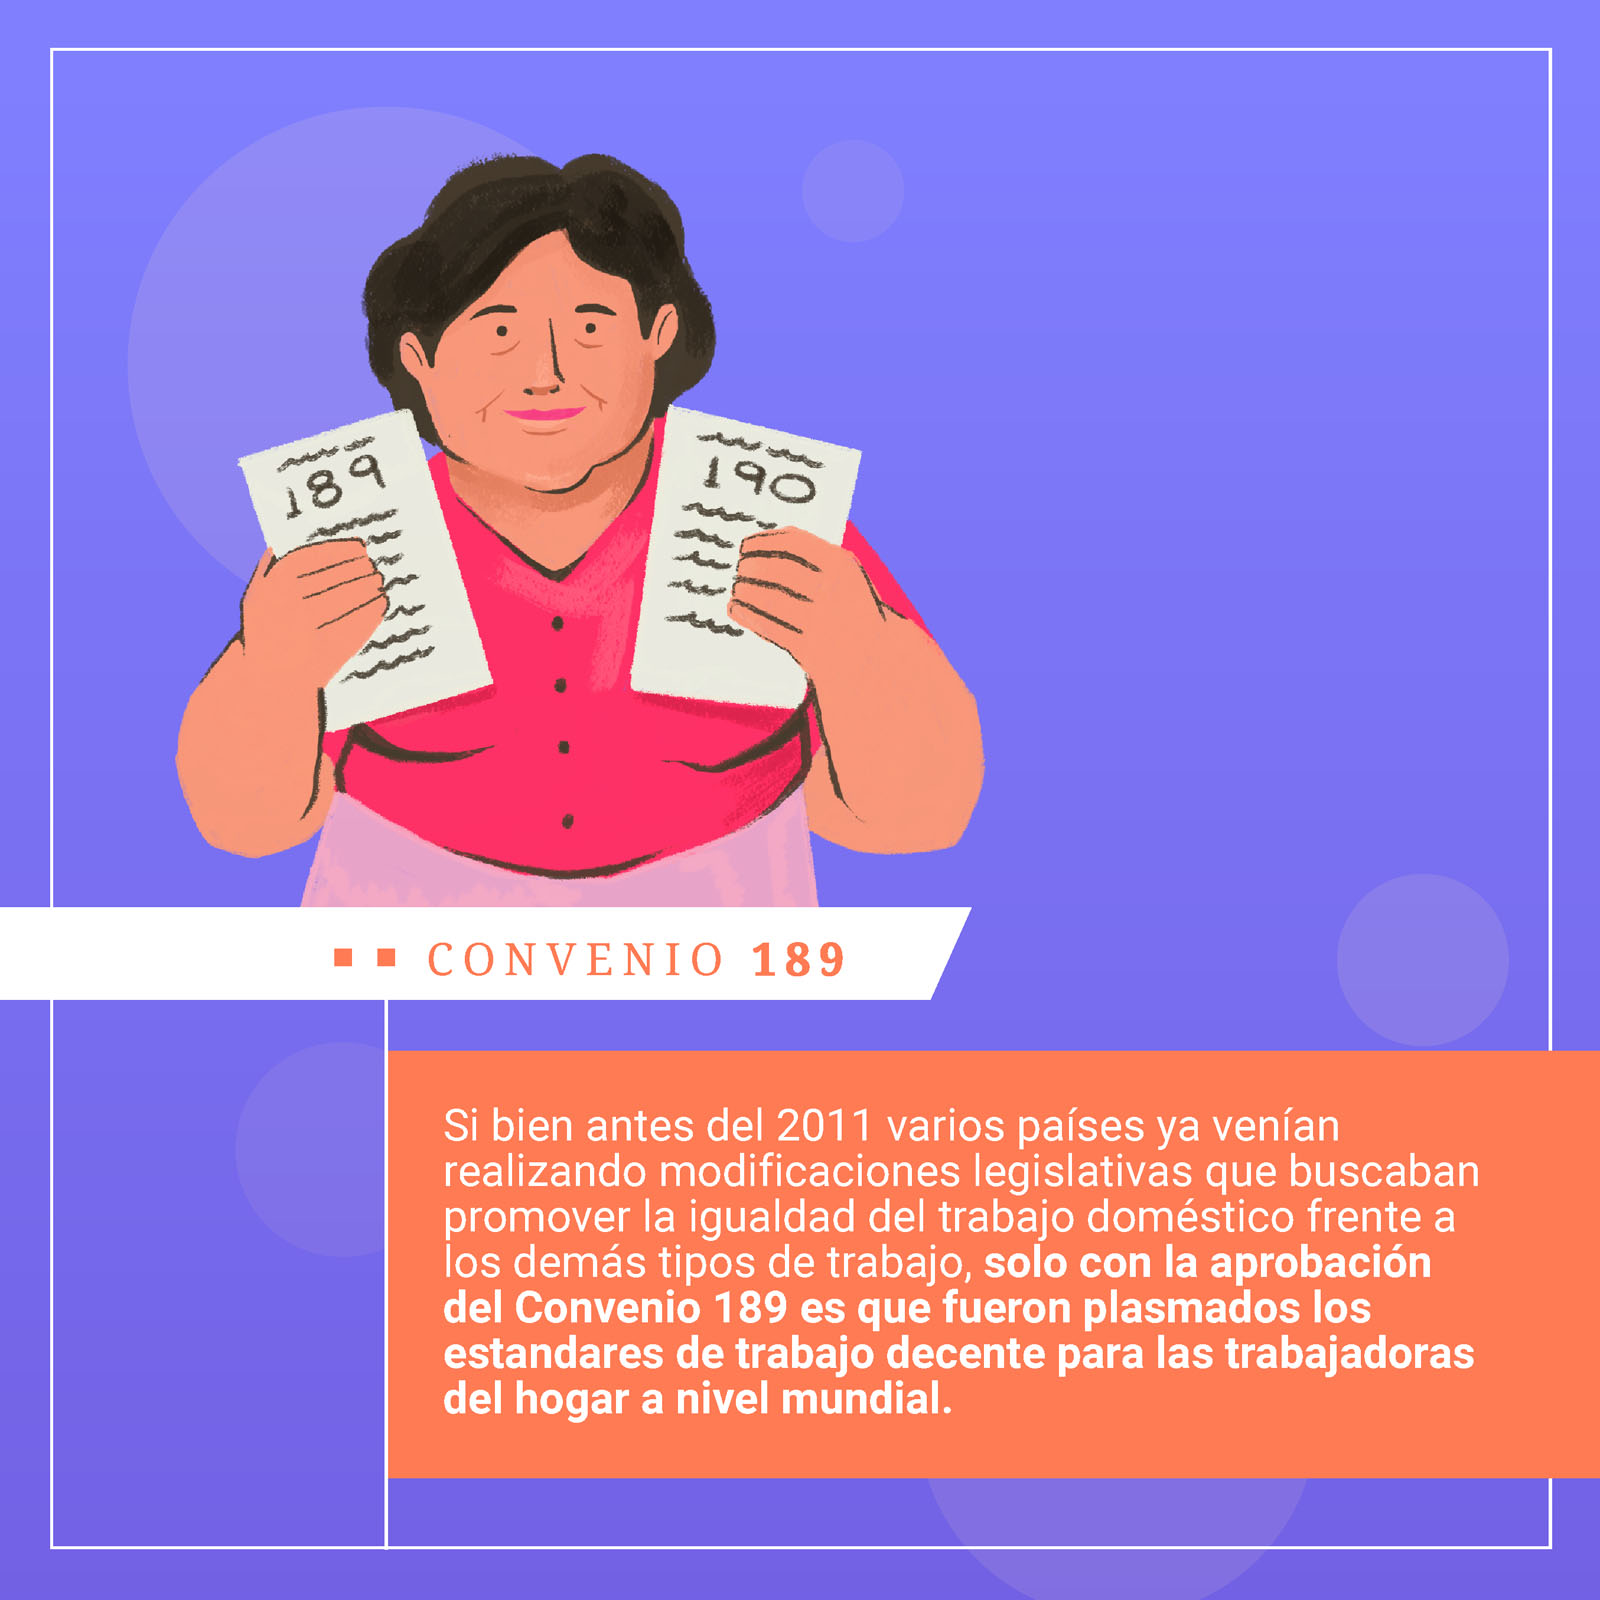 189
190
CONVENIO 189
Si bien antes del 2011 varios países ya venían
realizando modificaciones legislativas que buscaban
promover la igualdad del trabajo doméstico frente a
los demás tipos de trabajo, solo con la aprobación
del Convenio 189 es que fueron plasmados los
estandares de trabajo decente para las trabajadoras
del hogar a nivel mundial.